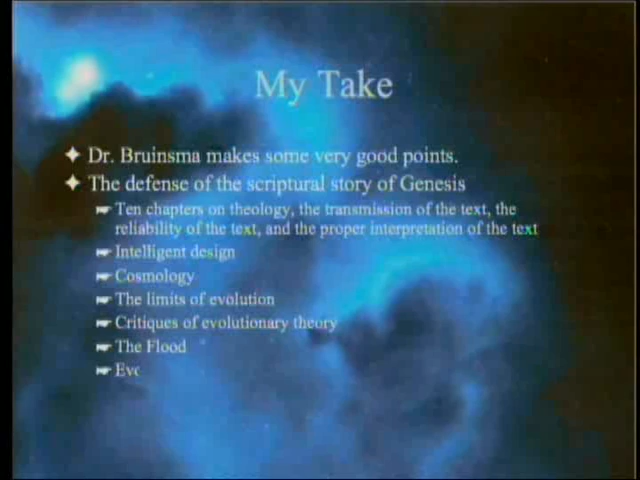 My Take
Dr. Bruinsma makes some very good points.
The defense of the scriptural story of Genesis
Ten chapters on theology, the transmission of the text, the
reliability of the text, and the proper interpretation of the text
Intelligent design
Cosmology
The limits of evolution
Critiques of evolutionary theory
The Flood